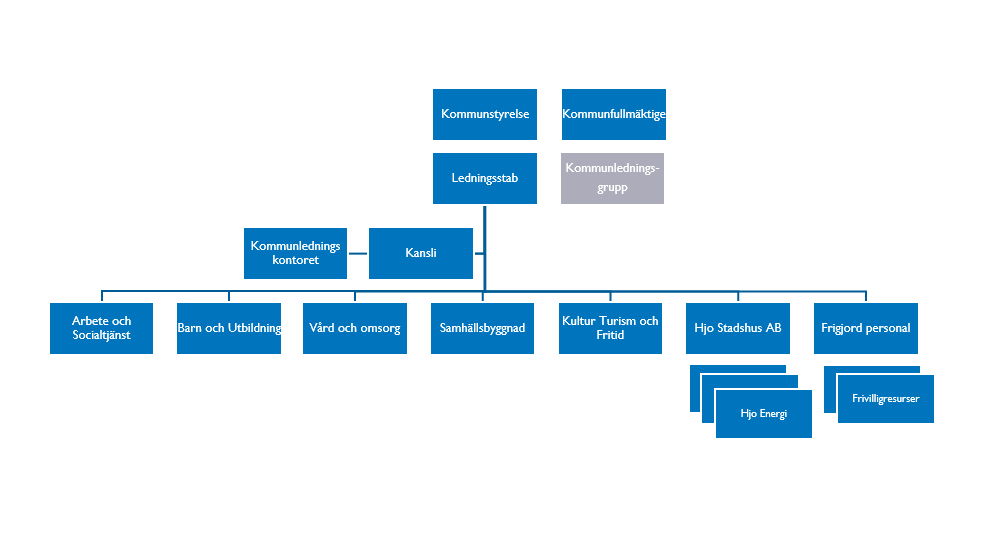 Kommunstyrelse
Kommunfullmäktige
Ledningsstab
Kommunlednings-
grupp
Kommunlednings
kontoret
Kansli
Arbete och
Socialtjänst
Barn och Utbildning
Vård och omsorg
Samhällsbyggnad
Kultur Turism och
Fritid
Hjo Stadshus AB
Frigjord personal
Hjo Energi
Frivilligresurser